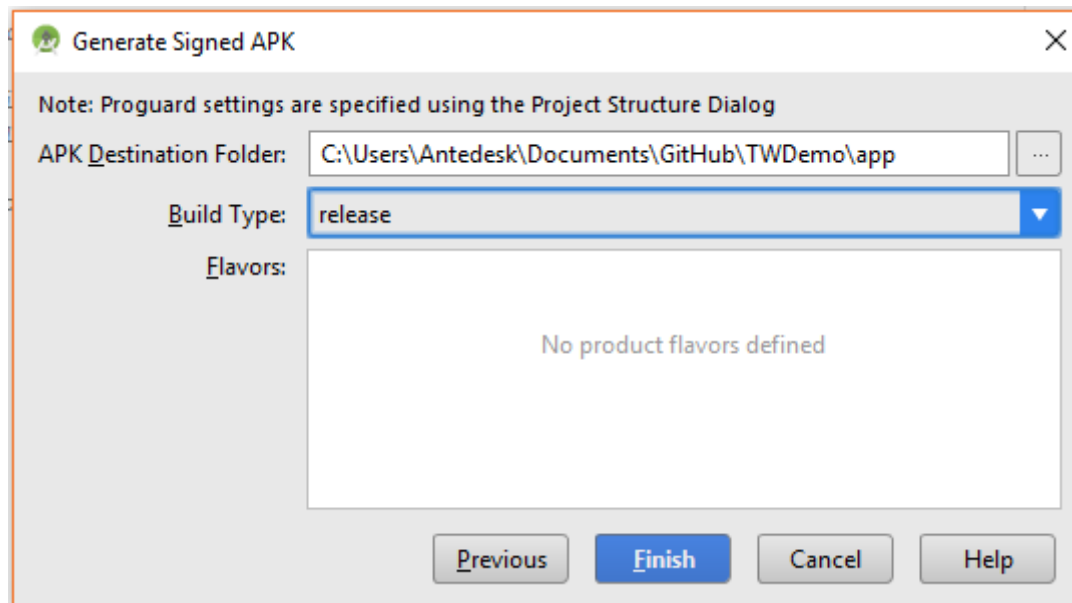 Generate Signed APK
Note: Proguard settings are specified using the Project Structure Dialog
APK Destination Folder: C:\Users\Antedesk\Documents\GitHub\TWDemo\app ...
Build Type: release
Flavors:
No product flavors defined
Previous Finish Cancel Help